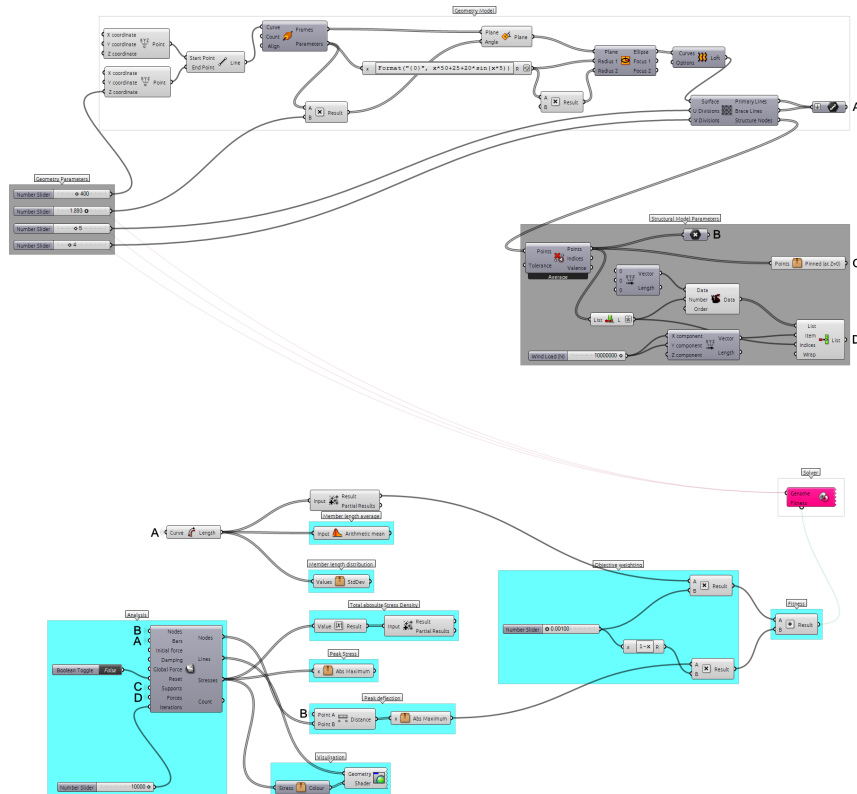 Geometry Model
X coordinate
Y coordinate
Z coordinate
Point
X coordinate
Y coordinate
Z coordinate
Point
Start Point
End Point
Line
Curve
Count
Align
Frames
Parameters
Plane
Angle
Plane
x
Format("{0}", x*50+25+20*sin(x*5))
R
A
B
Result
A
B
Result
Plane
Radius 1
Radius 2
Ellipse
Focus 1
Focus 2
Curves
Options
Loft
Surface
U Divisions
V Divisions
Primary Lines
Brace Lines
Structure Nodes
A
Geometry Parameters
Number Slider
400
Number Slider
1.893
Number Slider
5
Number Slider
4
Structural Model Parameters
Points
Tolerance
Points
Indices
Valence
Average
B
Points
Pinned (as Z=0)
C
0
0
0
Vector
Length
Data
Number
Order
Data
List
L
List
Item
Indices
Wrap
List
D
X component
Y component
Z component
Vector
Length
Wind Load (N)
10000000
Solver
Genome
Fitness
A
Curve
Length
Input
Result
Partial Results
Member length average
Input
Arithmetic mean
Member length distribution
Values
StdDev
Objective weighting
A
B
Result
Number Slider
0.00100
x
1-x
R
A
B
Result
Fitness
A
B
Result
Analysis
B
A
C
D
Nodes
Bars
Initial force
Damping
Global Force
Reset
Supports
Forces
Iterations
Nodes
Lines
Stresses
Count
Boolean Toggle
False
Number Slider
10000
Total abosulte Stress Density
Value
Result
Input
Result
Partial Results
Peak Stress
x
Abs Maximum
Peak deflection
B
Point A
Point B
Distance
x
Abs Maximum
Visulisation
Stress
Colour
Geometry
Shader